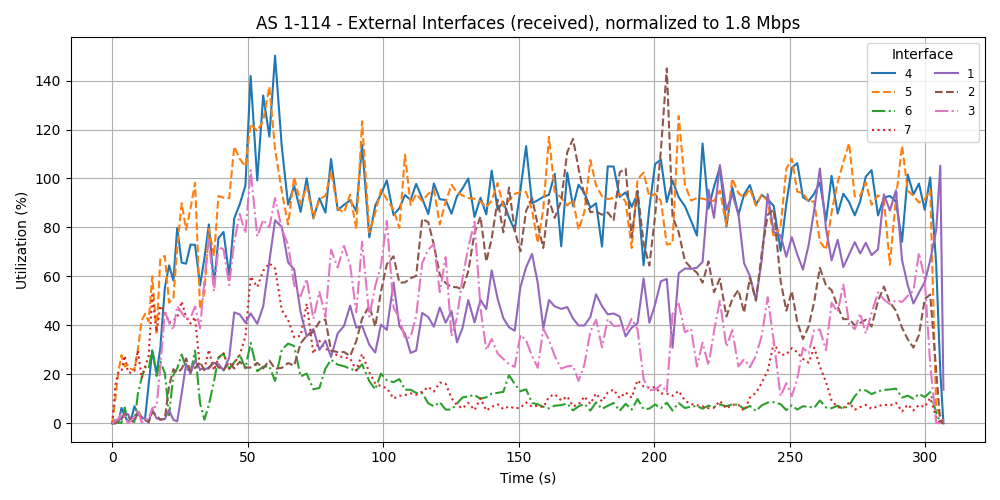 AS 1-114 - External Interfaces (received), normalized to 1.8 Mbps
Interface
4 1
5 2
6 3
7
Utilization (%)
140
120
100
80
60
40
20
0
0 50 100 150 200 250 300
Time (s)